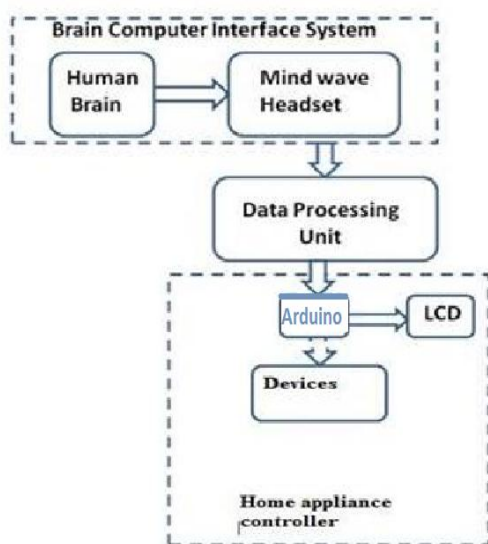 Brain Computer Interface System
Human
Brain
Mind wave
Headset
Data Processing
Unit
Arduino
LCD
Devices
Home appliance
controller